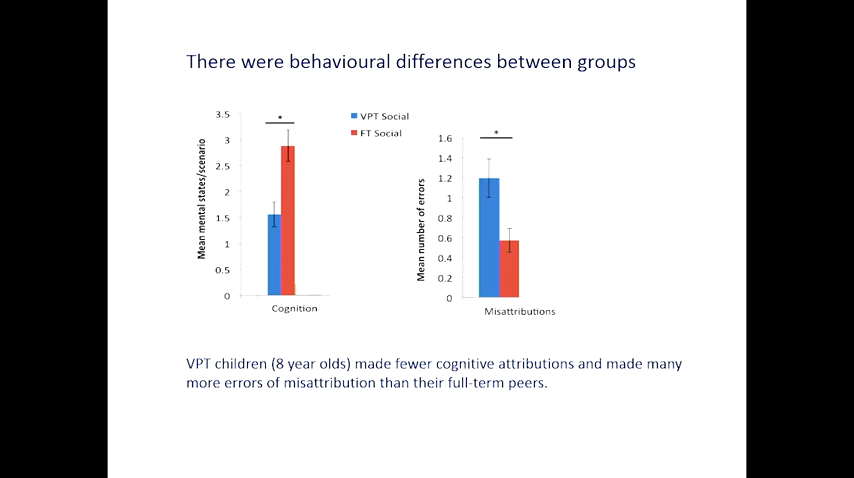 There were behavioural differences between groups
3.5
3
2.5
2
1.5
1
0.5
0
Mean mental states/scenario
*
Cognition
VPT Social
FT Social
1.6
1.4
1.2
1
0.8
0.6
0.4
0.2
0
Mean number of errors
*
Misattributions
VPT children (8 year olds) made fewer cognitive attributions and made many
more errors of misattribution than their full-term peers.